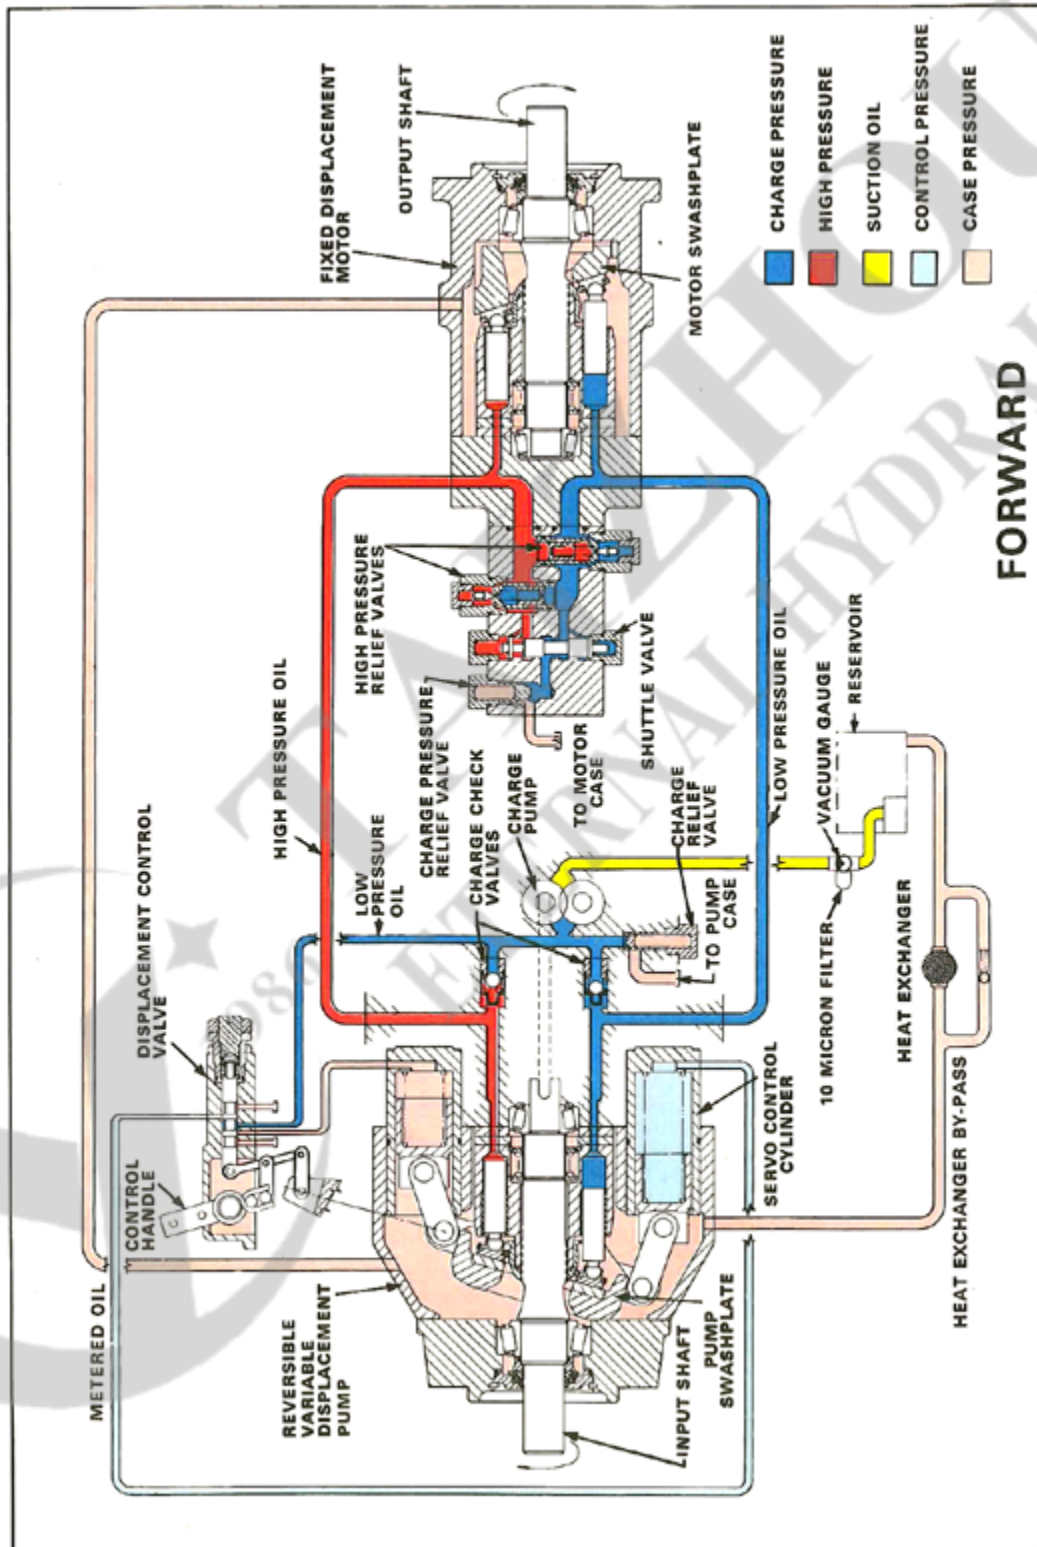 METERED OIL
CONTROL
HANDLE
DISPLACEMENT CONTROL
VALVE
HIGH PRESSURE OIL
LOW
PRESSURE
OIL
HIGH PRESSURE
RELIEF VALVES
CHARGE PRESSURE
RELIEF VALVE
CHARGE CHECK
VALVES
CHARGE
PUMP
TO MOTOR
CASE
SHUTTLE VALVE
FIXED DISPLACEMENT
MOTOR
OUTPUT SHAFT
MOTOR SWASHPLATE
REVERSIBLE
VARIABLE
DISPLACEMENT
PUMP
INPUT SHAFT
PUMP
SWASHPLATE
SERVO CONTROL
CYLINDER
TO PUMP
CASE
CHARGE
RELIEF
VALVE
LOW PRESSURE OIL
VACUUM GAUGE
RESERVOIR
10 MICRON FILTER
HEAT EXCHANGER
HEAT EXCHANGER BY-PASS
CHARGE PRESSURE
HIGH PRESSURE
SUCTION OIL
CONTROL PRESSURE
CASE PRESSURE
FORWARD
1980
TAIZHOU
ETERNAL HYDRA